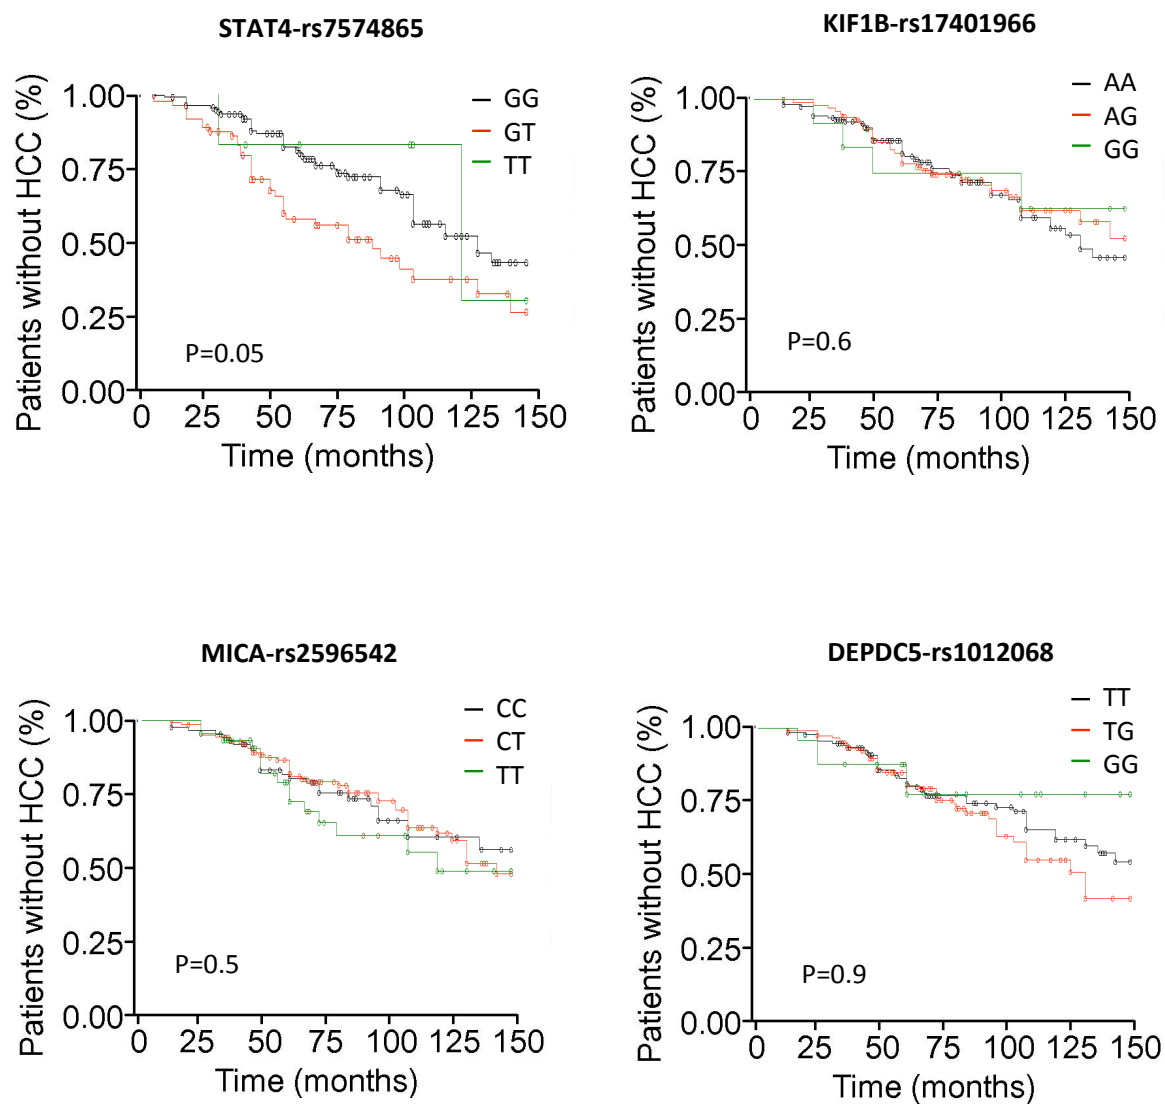 STAT4-rs7574865
Patients without HCC (%)
1.00
0.75
0.50
0.25
0.00
GG
GT
TT
P=0.05
0 25 50 75 100 125 150
Time (months)
KIF1B-rs17401966
Patients without HCC (%)
1.00
0.75
0.50
0.25
0.00
AA
AG
GG
P=0.6
0 25 50 75 100 125 150
Time (months)
MICA-rs2596542
Patients without HCC (%)
1.00
0.75
0.50
0.25
0.00
CC
CT
TT
P=0.5
0 25 50 75 100 125 150
Time (months)
DEPDC5-rs1012068
Patients without HCC (%)
1.00
0.75
0.50
0.25
0.00
TT
TG
GG
P=0.9
0 25 50 75 100 125 150
Time (months)